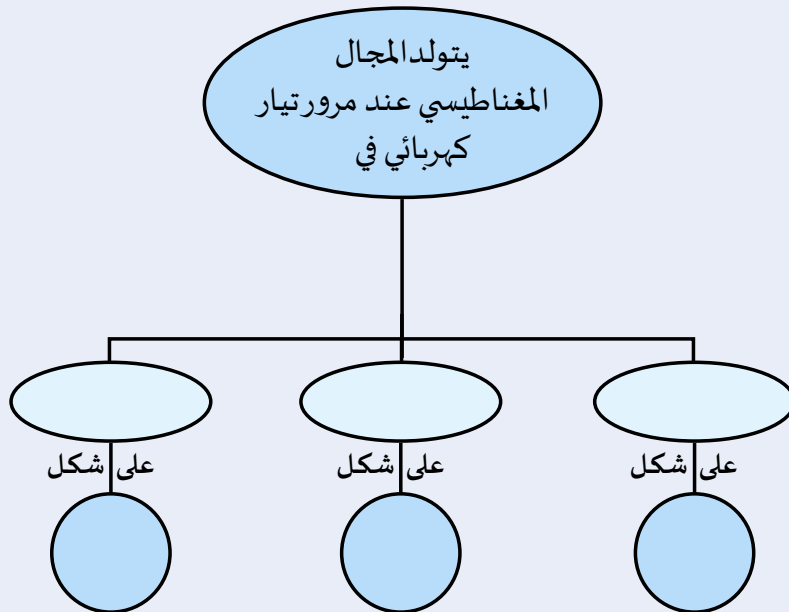 يتولد المجال
المغناطيسي عند مرور تيار
كهربائي في
على شكل
على شكل
على شكل